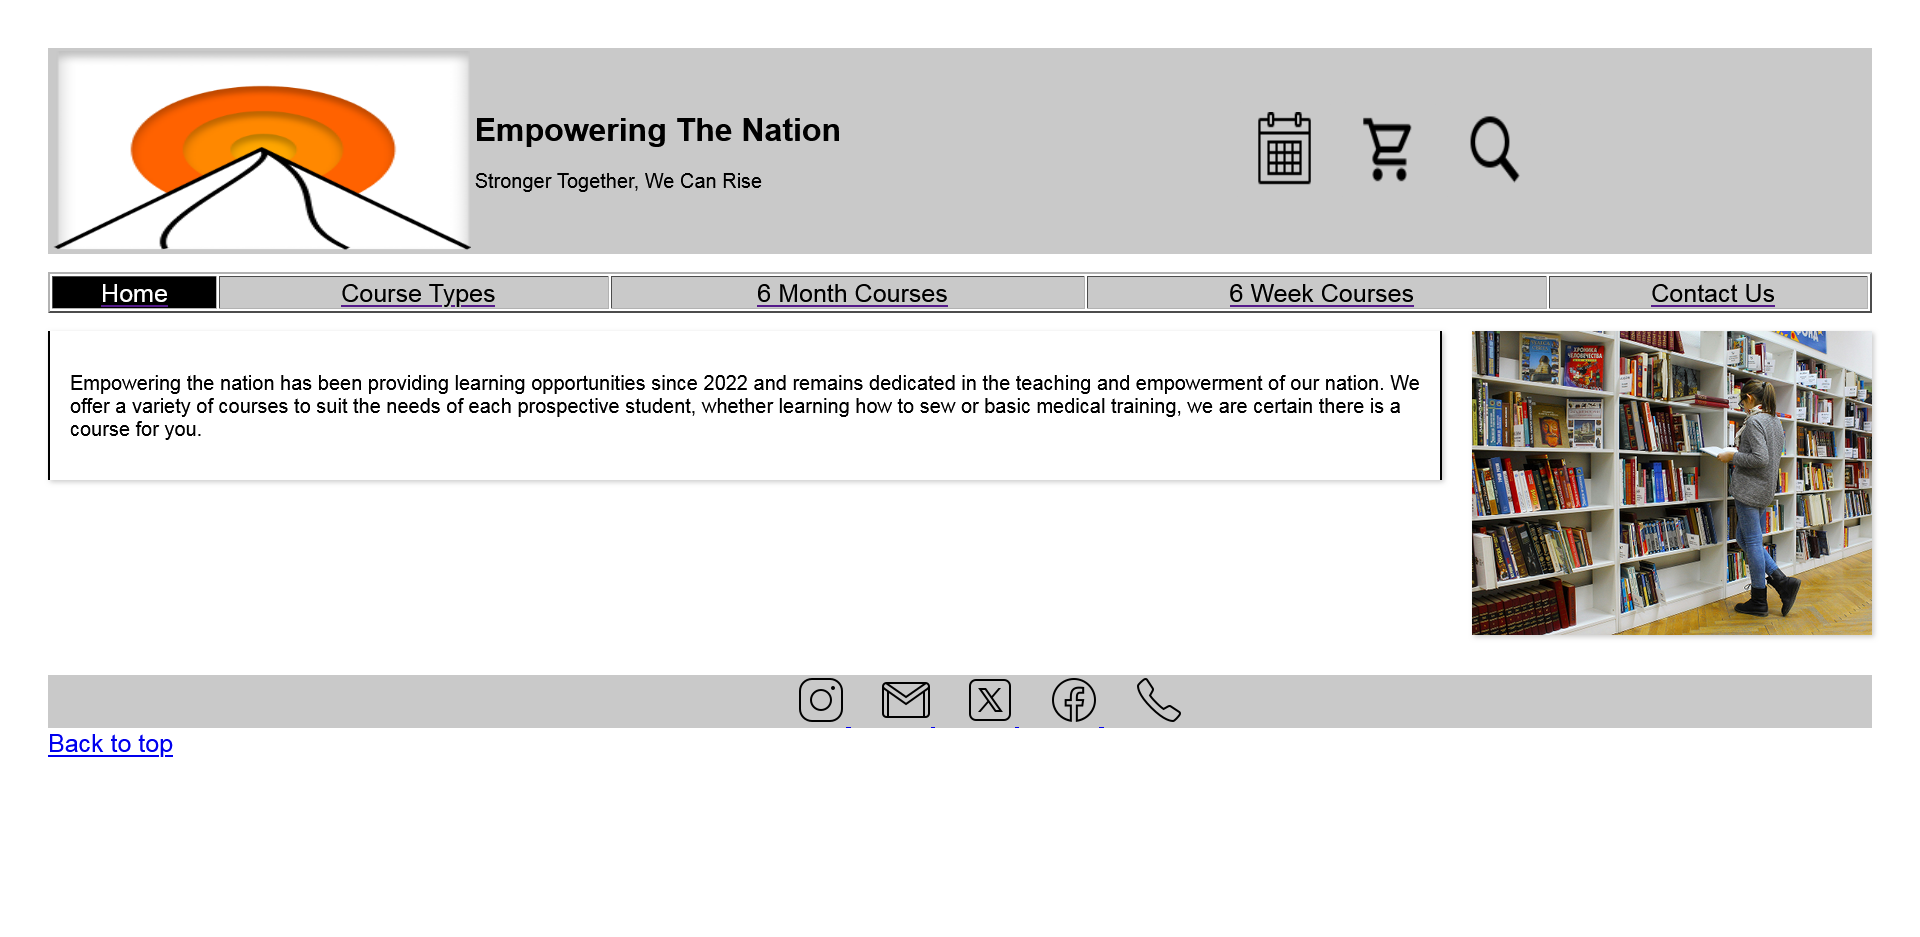 Empowering The Nation
Stronger Together, We Can Rise
Home
Course Types
6 Month Courses
6 Week Courses
Contact Us
Empowering the nation has been providing learning opportunities since 2022 and remains dedicated in the teaching and empowerment of our nation. We
offer a variety of courses to suit the needs of each prospective student, whether learning how to sew or basic medical training, we are certain there is a
course for you.
ХРОНИКА
ЧЕЛОВЕЧЕСТВА
Back to top